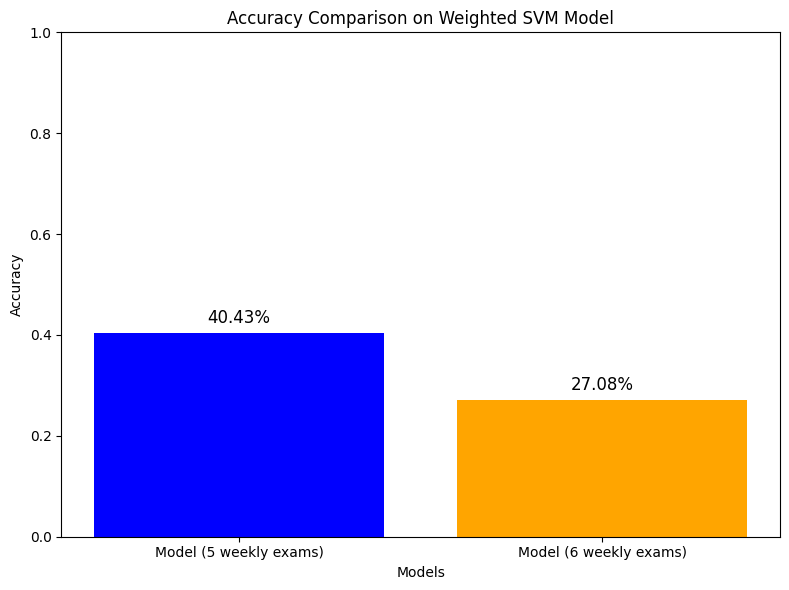 Accuracy Comparison on Weighted SVM Model
1.0
0.8
0.6
0.4
0.2
0.0
Accuracy
40.43%
27.08%
Model (5 weekly exams)
Model (6 weekly exams)
Models